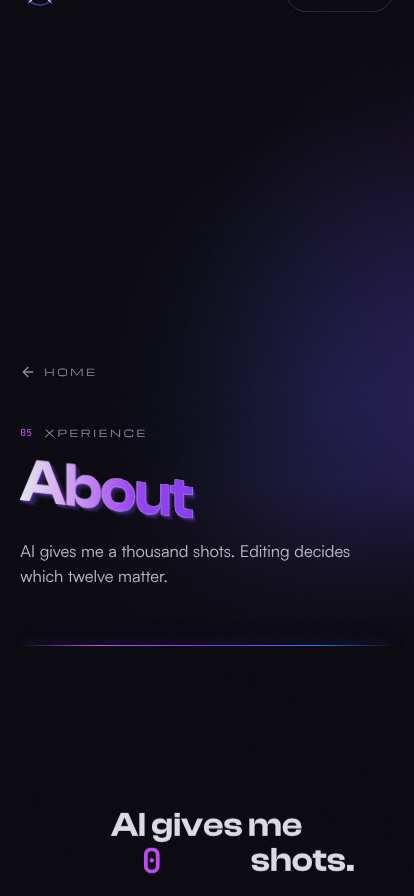 HOME
05 XPERIENCE
About
AI gives me a thousand shots. Editing decides
which twelve matter.
AI gives me
0 shots.